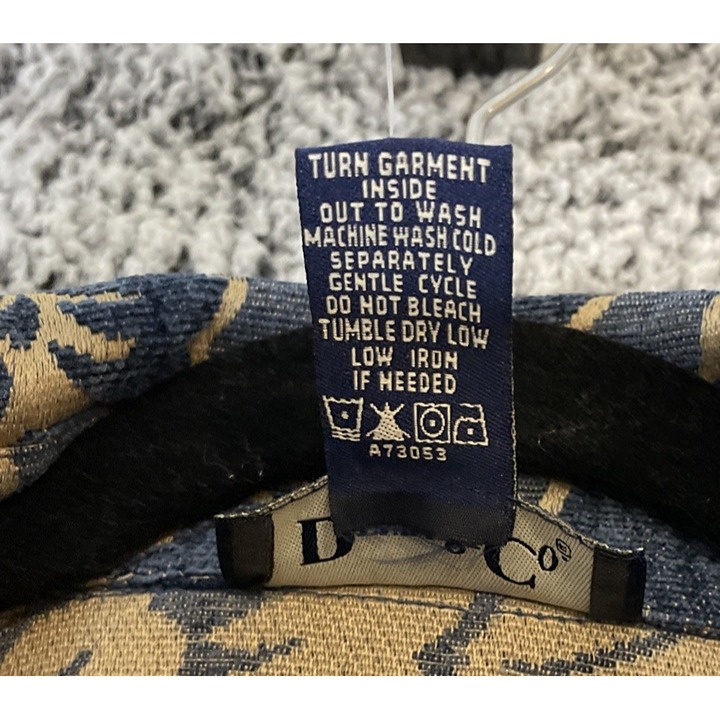 TURN GARMENT
INSIDE
OUT TO WASH
MACHINE WASH COLD
SEPARATELY
GENTLE CYCLE
DO NOT BLEACH
TUMBLE DRY LOW
LOW IRON
IF NEEDED
A73053
D Co®